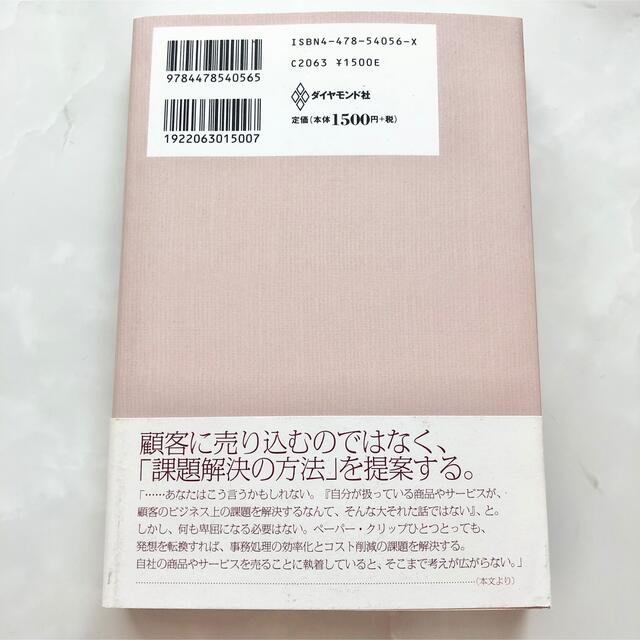 ISBN4-478-54056-X
C2063 ¥1500E
9784478540565
ダイヤモンド社
定価(本体1500円+税)
1922063015007
顧客に売り込むのではなく、
「課題解決の方法」を提案する。
「……あなたはこう言うかもしれない。『自分が扱っている商品やサービスが、
顧客のビジネス上の課題を解決するなんて、そんな大それた話ではない』、と。
しかし、何も卑屈になる必要はない。ペーパー・クリップひとつとっても、
発想を転換すれば、事務処理の効率化とコスト削減の課題を解決する。
自社の商品やサービスを売ることに執着していると、そこまで考えが広がらない。」
(本文より)